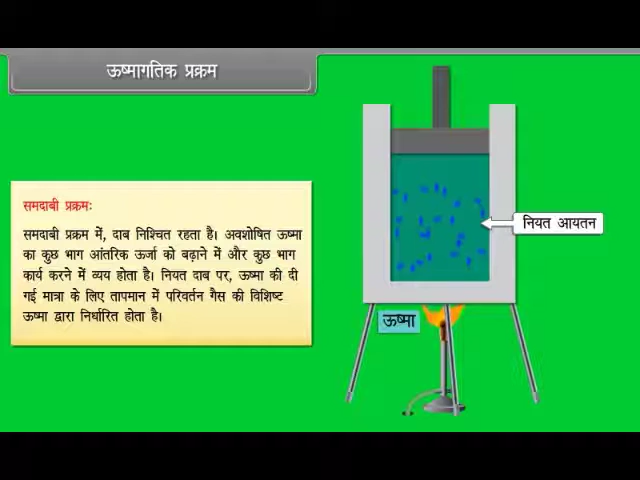 ऊष्मागतिक प्रक्रम
समदाबी प्रक्रमः
समदाबी प्रक्रम में, दाब निश्चित रहता है। अवशोषित ऊष्मा
का कुछ भाग आंतरिक ऊर्जा को बढ़ाने में और कुछ भाग
कार्य करने में व्यय होता है। नियत दाब पर, ऊष्मा की दी
गई मात्रा के लिए तापमान में परिवर्तन गैस की विशिष्ट
ऊष्मा द्वारा निर्धारित होता है।
नियत आयतन
ऊष्मा